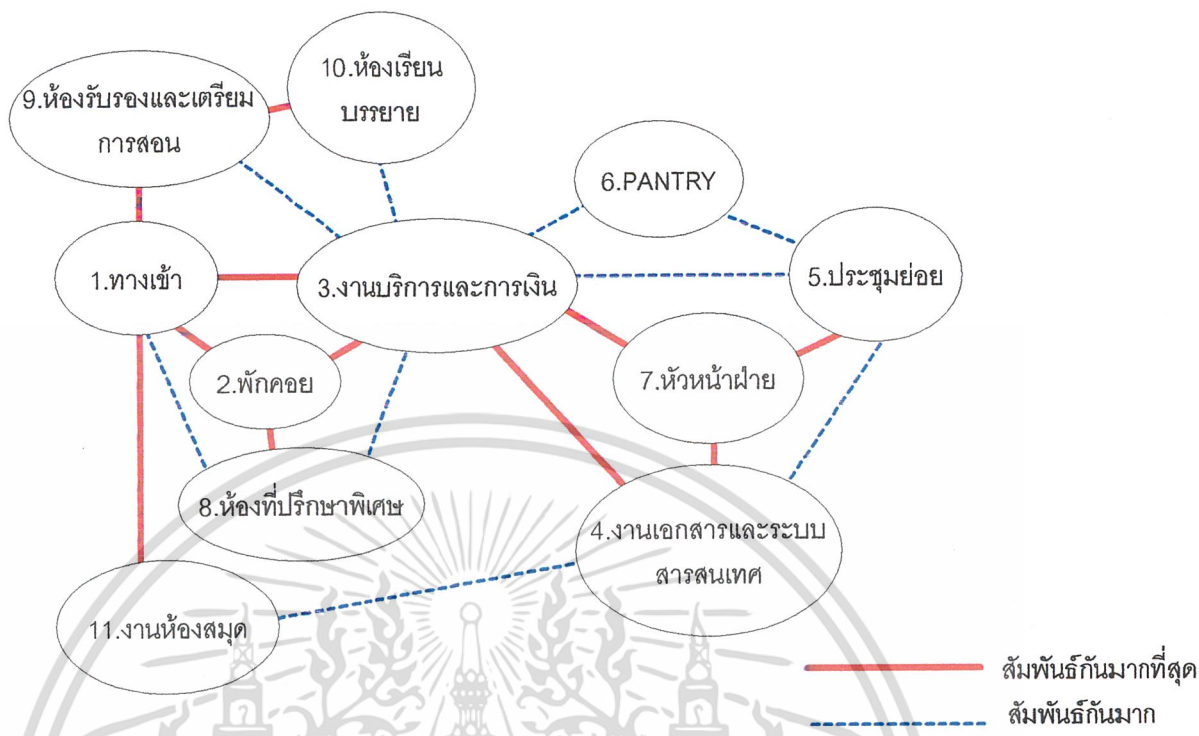 10.ห้องเรียน
บรรยาย
9.ห้องรับรองและเตรียม
การสอน
6.PANTRY
1.ทางเข้า
3.งานบริการและการเงิน
5.ประชุมย่อย
2.พักคอย
7.หัวหน้าฝ่าย
8.ห้องที่ปรึกษาพิเศษ
4.งานเอกสารและระบบ
สารสนเทศ
11.งานห้องสมุด
สัมพันธ์กันมากที่สุด
สัมพันธ์กันมาก